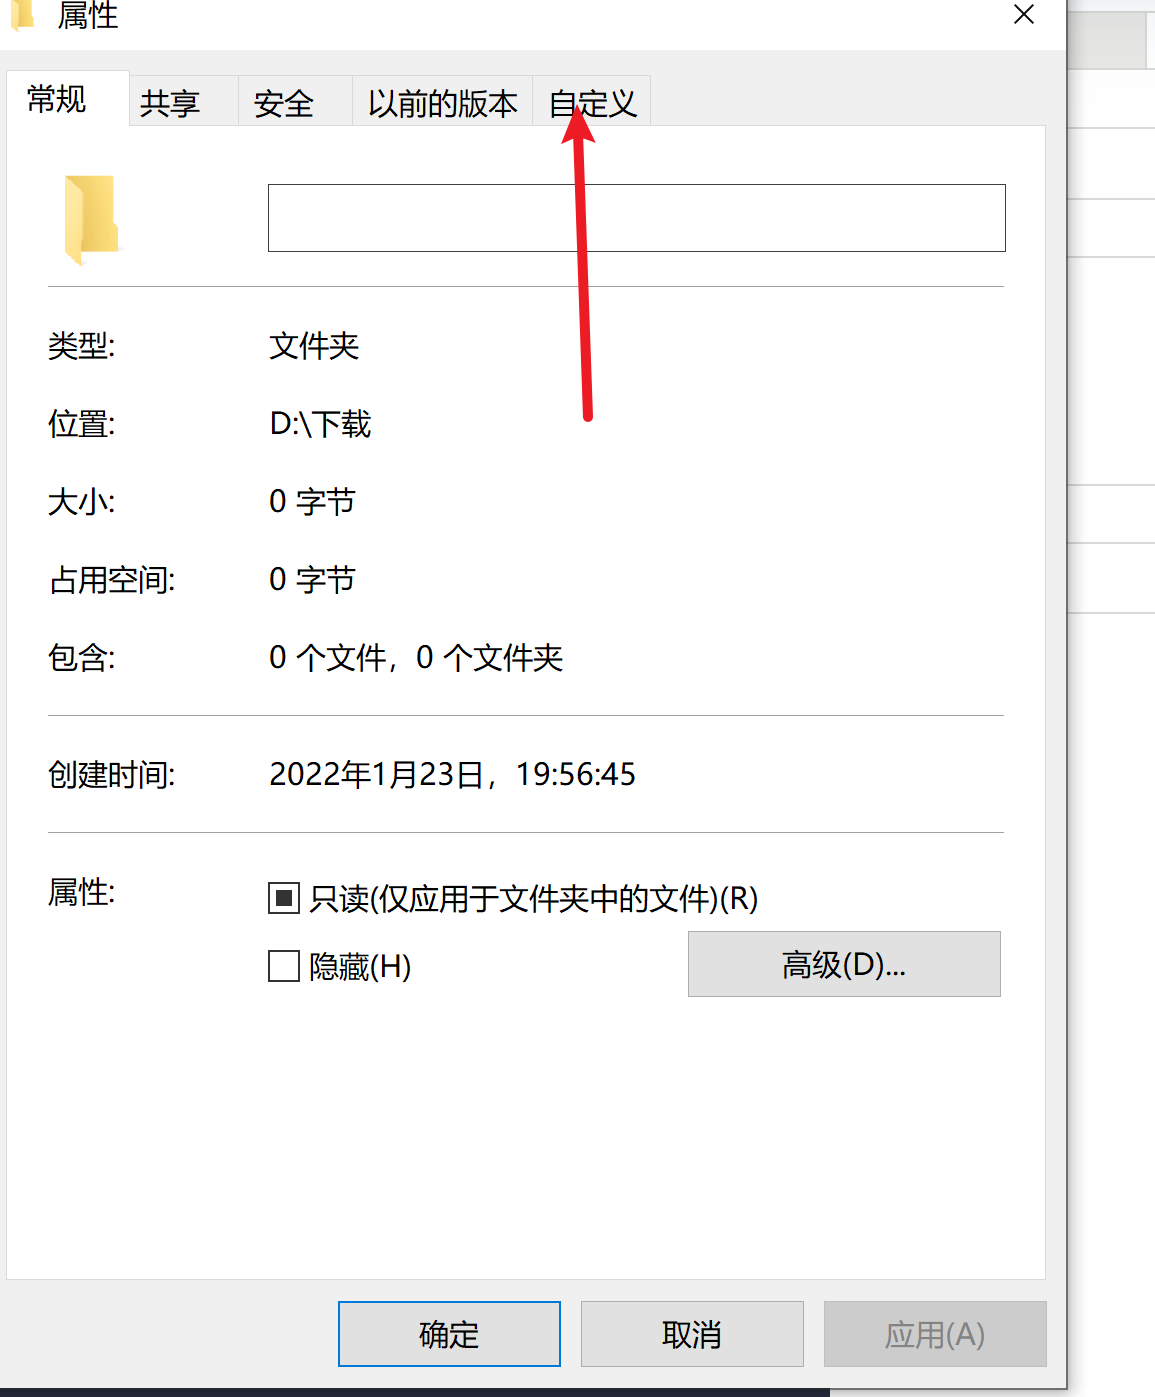 属性
常规 共享 安全 以前的版本 自定义
类型: 文件夹
位置: D:\下载
大小: 0 字节
占用空间: 0 字节
包含: 0 个文件，0 个文件夹
创建时间: 2022年1月23日，19:56:45
属性: 只读(仅应用于文件夹中的文件)(R)
隐藏(H) 高级(D)...
确定 取消 应用(A)